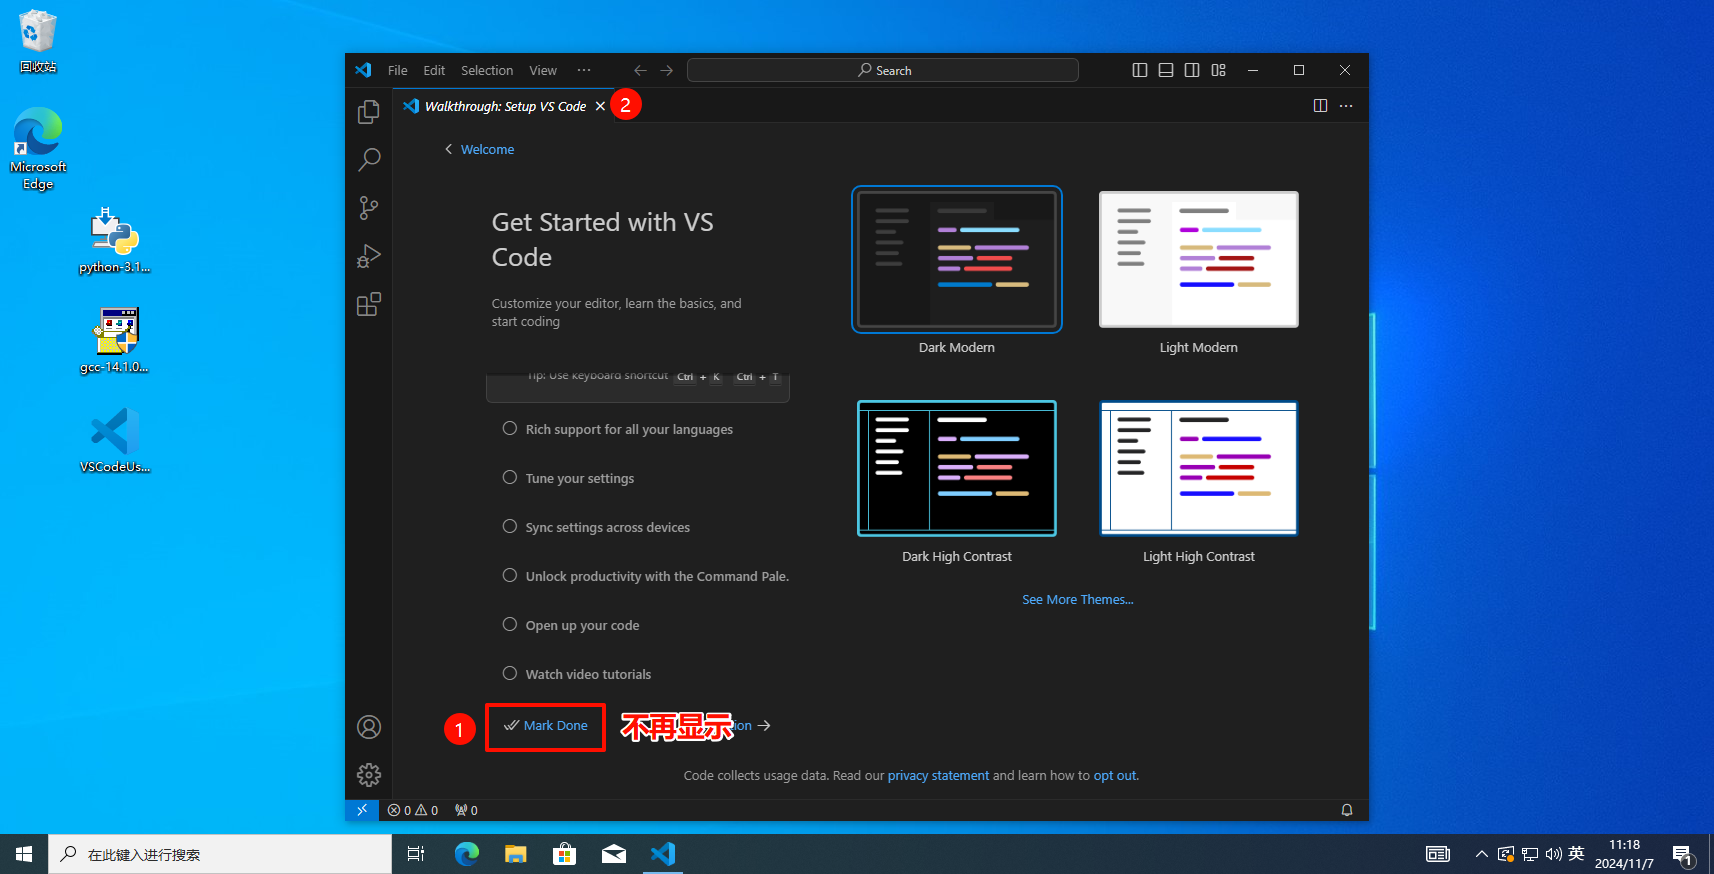 回收站
Microsoft
Edge
python-3.1...
gcc-14.1.0...
VSCodeUs...
File Edit Selection View ··· Search
Walkthrough: Setup VS Code 2
Welcome
Get Started with VS
Code
Customize your editor, learn the basics, and
start coding
Tip: Use keyboard shortcut Ctrl + K Ctrl + T
Rich support for all your languages
Tune your settings
Sync settings across devices
Unlock productivity with the Command Pale.
Open up your code
Watch video tutorials
Dark Modern
Light Modern
Dark High Contrast
Light High Contrast
See More Themes...
1 Mark Done 不再显示 ion
Code collects usage data. Read our privacy statement and learn how to opt out.
0 0 0
在此键入进行搜索
英
11:18
2024/11/7
1